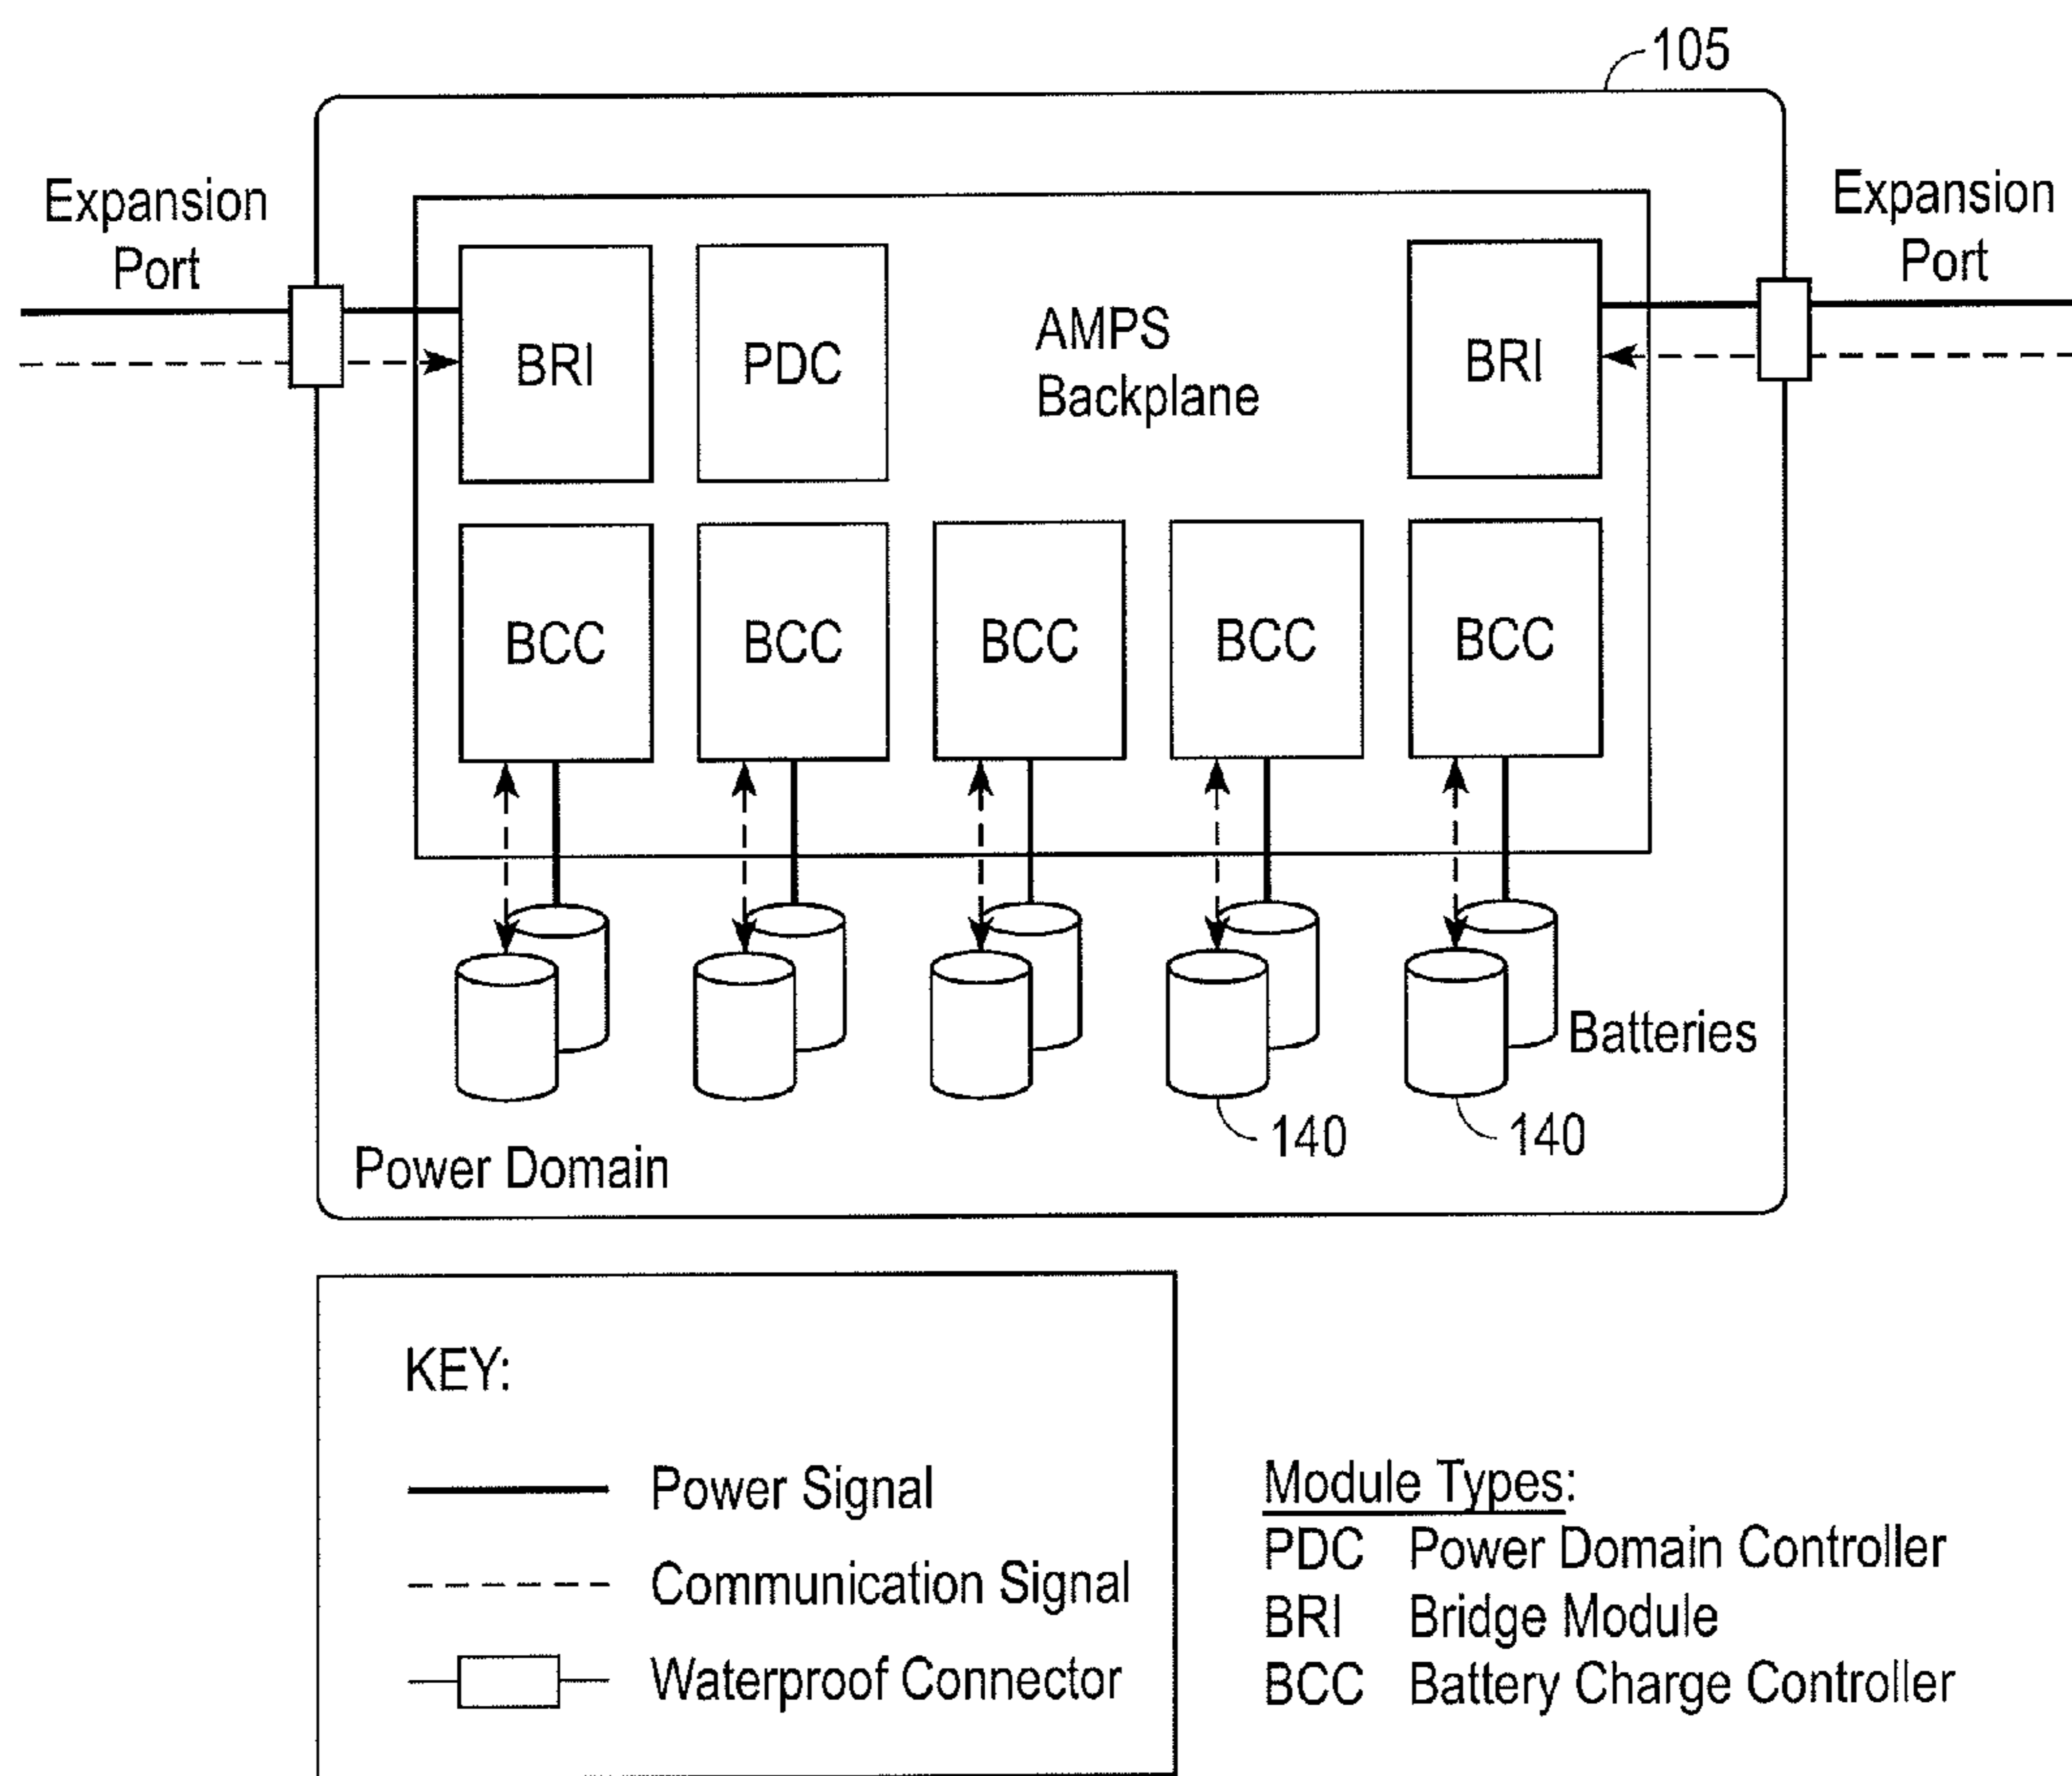 105
Expansion
Port
Expansion
Port
BRI
PDC
AMPS
Backplane
BRI
BCC
BCC
BCC
BCC
BCC
Batteries
140
140
Power Domain
KEY:
Power Signal
Communication Signal
Waterproof Connector
Module Types:
PDC Power Domain Controller
BRI Bridge Module
BCC Battery Charge Controller